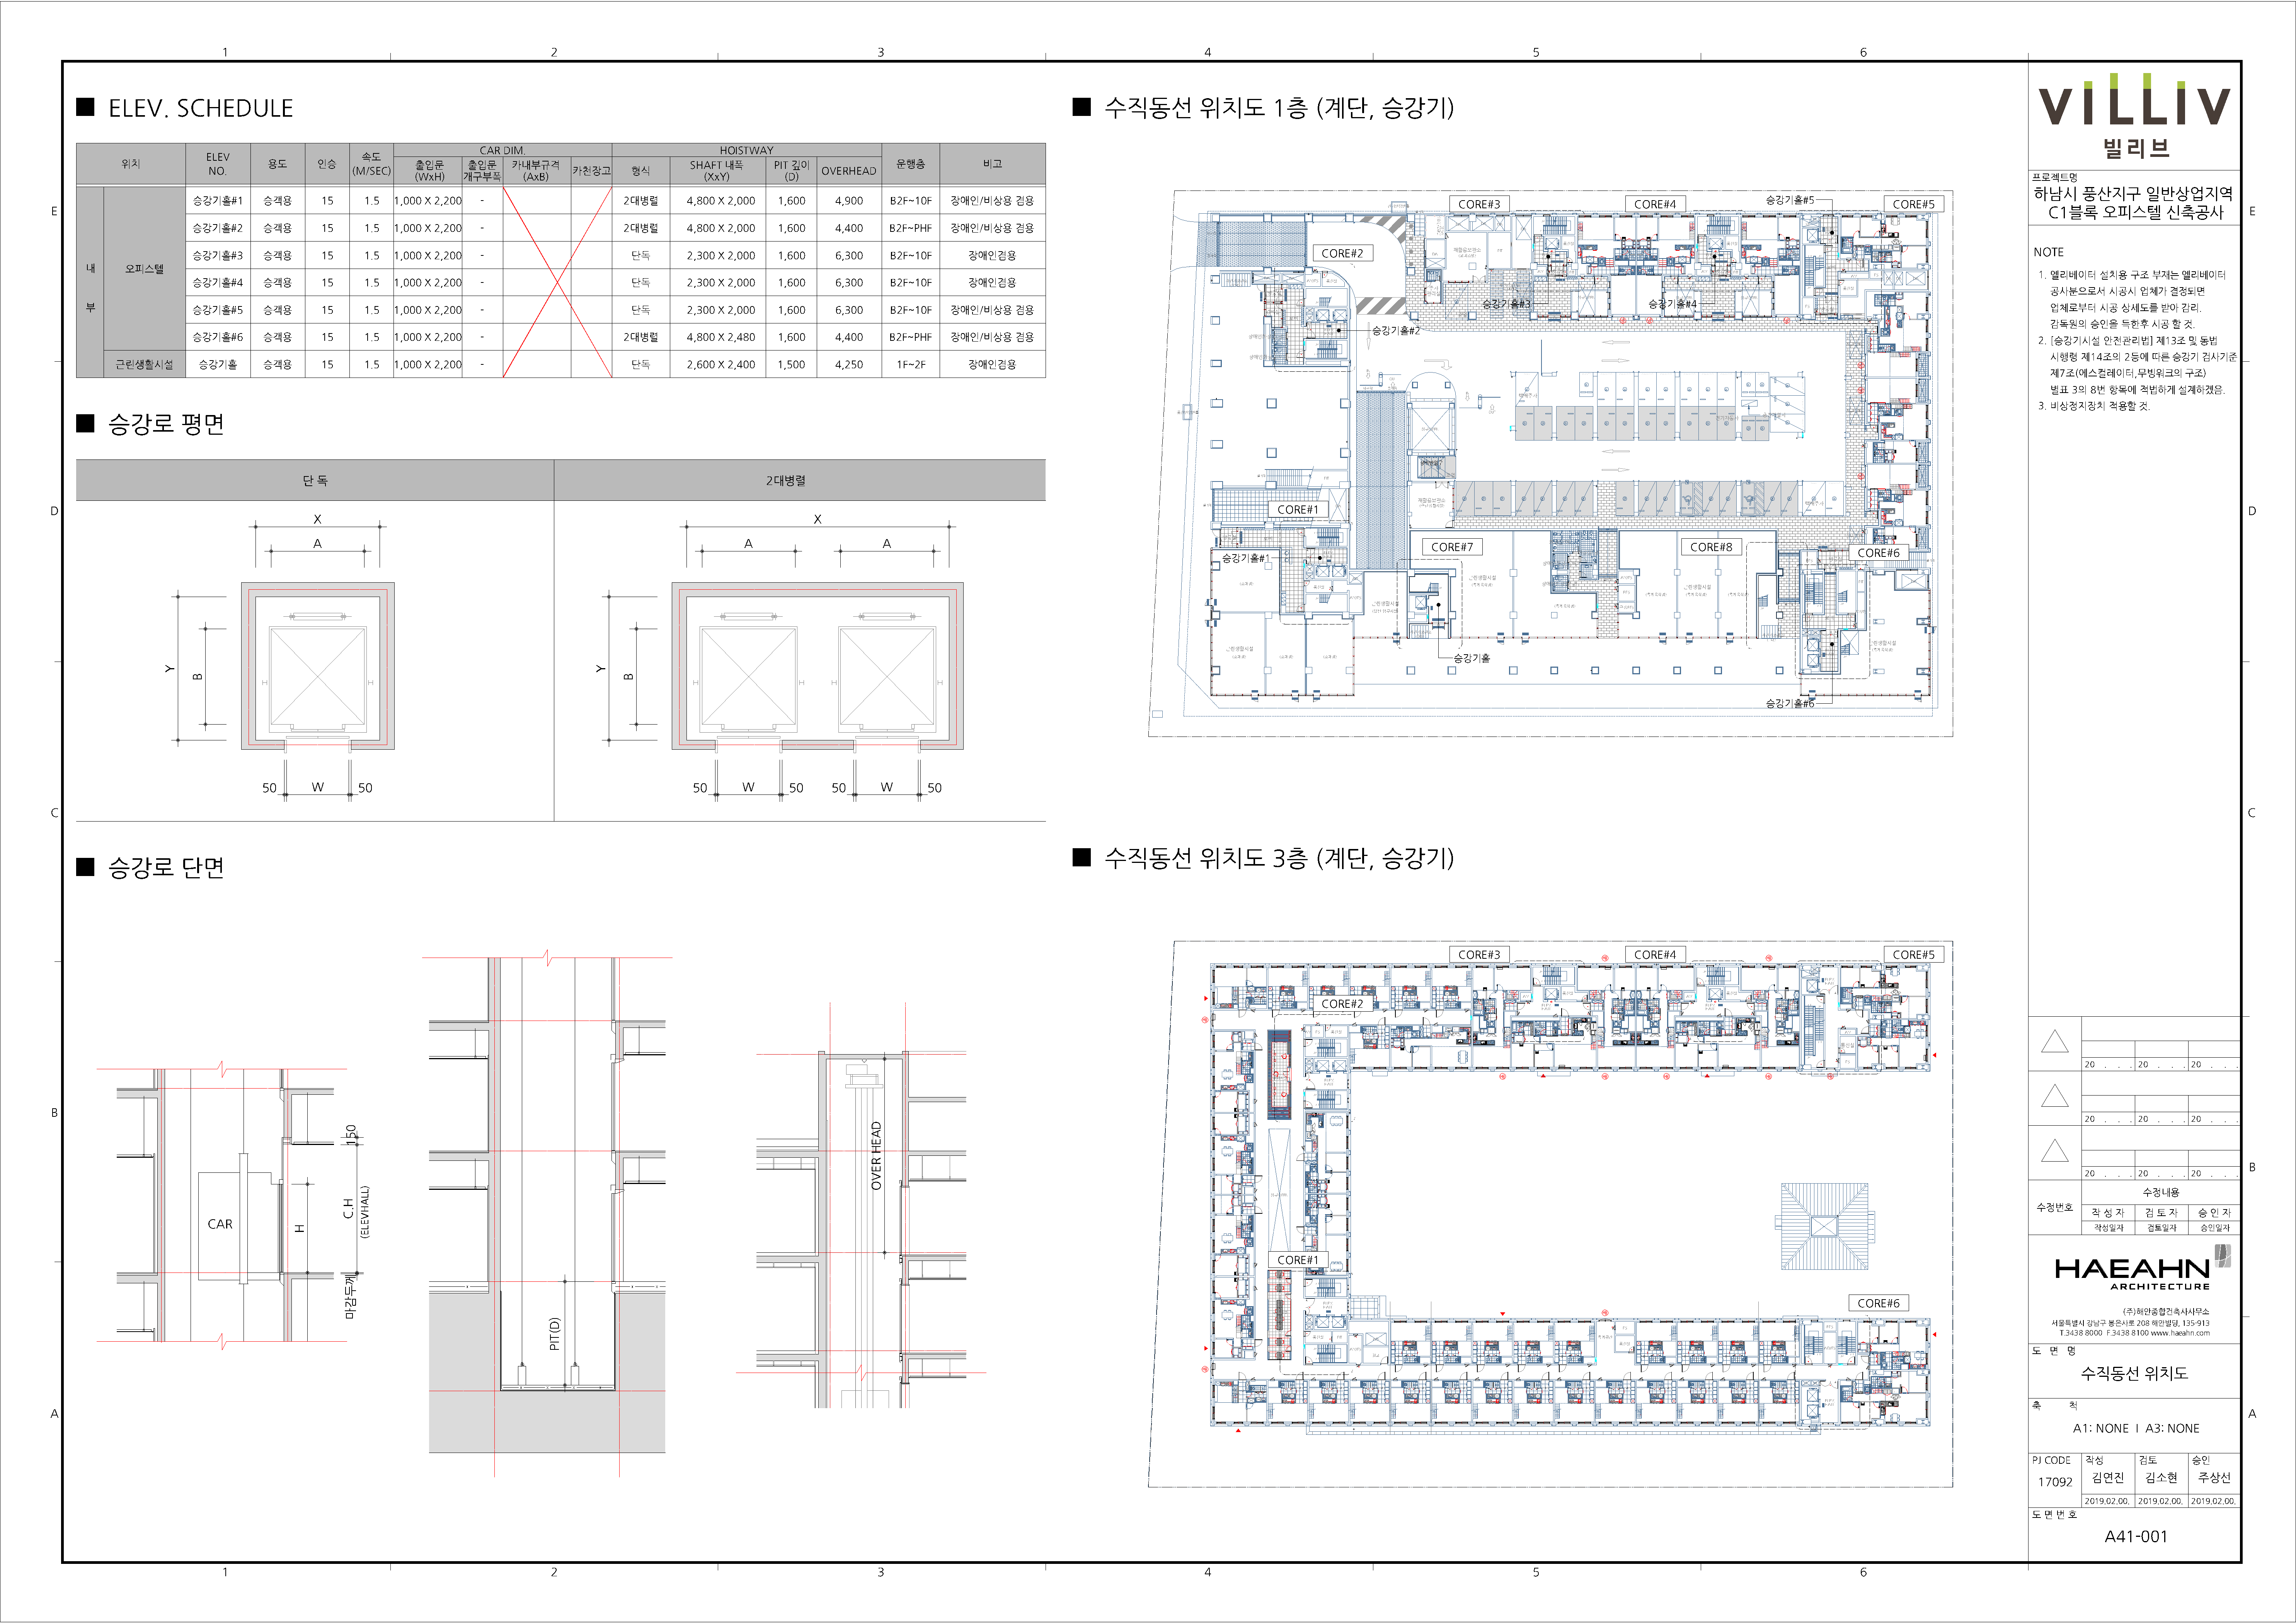 1 2 3 4 5 6
E
D
C
B
A
■ ELEV. SCHEDULE
위치
ELEV NO.
용도
인승
속도 (M/SEC)
CAR DIM.
출입문 (WxH)
출입문 개구부폭
카내부규격 (AxB)
카천장고
HOISTWAY
형식
SHAFT 내폭 (XxY)
PIT 깊이 (D)
OVERHEAD
운행층
비고
내 부
오피스텔
승강기홀#1 승객용 15 1.5 1,000 X 2,200 - 2대병렬 4,800 X 2,000 1,600 4,900 B2F~10F 장애인/비상용 겸용
승강기홀#2 승객용 15 1.5 1,000 X 2,200 - 2대병렬 4,800 X 2,000 1,600 4,400 B2F~PHF 장애인/비상용 겸용
승강기홀#3 승객용 15 1.5 1,000 X 2,200 - 단독 2,300 X 2,000 1,600 6,300 B2F~10F 장애인겸용
승강기홀#4 승객용 15 1.5 1,000 X 2,200 - 단독 2,300 X 2,000 1,600 6,300 B2F~10F 장애인겸용
승강기홀#5 승객용 15 1.5 1,000 X 2,200 - 단독 2,300 X 2,000 1,600 6,300 B2F~10F 장애인/비상용 겸용
승강기홀#6 승객용 15 1.5 1,000 X 2,200 - 2대병렬 4,800 X 2,480 1,600 4,400 B2F~PHF 장애인/비상용 겸용
근린생활시설 승강기홀 승객용 15 1.5 1,000 X 2,200 - 단독 2,600 X 2,400 1,500 4,250 1F~2F 장애인겸용
■ 승강로 평면
단 독
2대병렬
X
A
Y
B
50 W 50
X
A A
Y
B
50 W 50 50 W 50
■ 승강로 단면
CAR
H
150
C.H
(ELEVHALL)
마감두께
PIT(D)
OVER HEAD
■ 수직동선 위치도 1층 (계단, 승강기)
CORE#3
CORE#4
승강기홀#5
CORE#5
CORE#2
승강기홀#3
승강기홀#4
승강기홀#2
CORE#1
승강기홀#1
CORE#7
CORE#8
CORE#6
승강기홀
승강기홀#6
■ 수직동선 위치도 3층 (계단, 승강기)
CORE#3
CORE#4
CORE#5
CORE#2
CORE#1
CORE#6
VILLIV
빌리브
프로젝트명
하남시 풍산지구 일반상업지역
C1블록 오피스텔 신축공사
NOTE
1. 엘리베이터 설치용 구조 부재는 엘리베이터
공사분으로서 시공시 업체가 결정되면
업체로부터 시공 상세도를 받아 감리.
감독원의 승인을 득한후 시공 할 것.
2. [승강기시설 안전관리법] 제13조 및 동법
시행령 제14조의 2등에 따른 승강기 검사기준
제7조(에스컬레이터,무빙워크의 구조)
별표 3의 8번 항목에 적법하게 설계하겠음.
3. 비상정지장치 적용할 것.
20 . . . 20 . . . 20 . . .
20 . . . 20 . . . 20 . . .
20 . . . 20 . . . 20 . . .
수정번호
수정내용
작 성 자 검 토 자 승 인 자
작성일자 검토일자 승인일자
HAEAHN
ARCHITECTURE
(주)해안종합건축사사무소
서울특별시 강남구 봉은사로 208 해안빌딩, 135-913
T.3438 8000 F.3438 8100 www.haeahn.com
도 면 명
수직동선 위치도
축 척
A1: NONE I A3: NONE
PJ CODE 작성 검토 승인
17092 김연진 김소현 주상선
2019.02.00. 2019.02.00. 2019.02.00.
도 면 번 호
A41-001
E
D
C
B
A
1 2 3 4 5 6